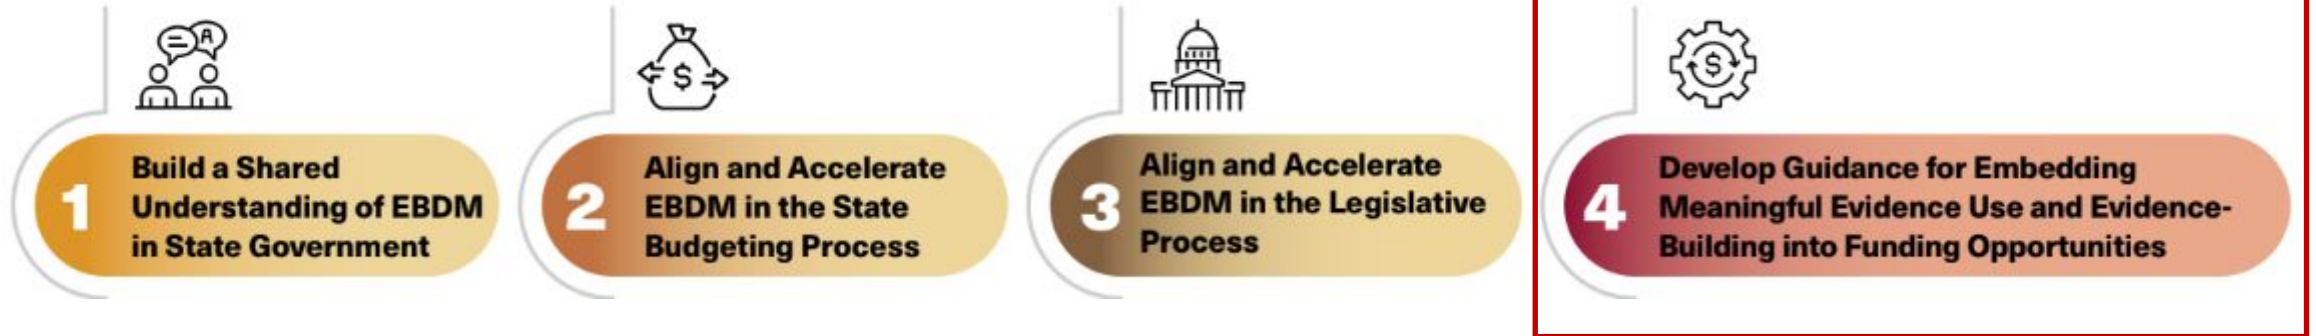 1
Build a Shared
Understanding of EBDM
in State Government
2
Align and Accelerate
EBDM in the State
Budgeting Process
3
Align and Accelerate
EBDM in the Legislative
Process
4
Develop Guidance for Embedding
Meaningful Evidence Use and Evidence-
Building into Funding Opportunities
A
$
$